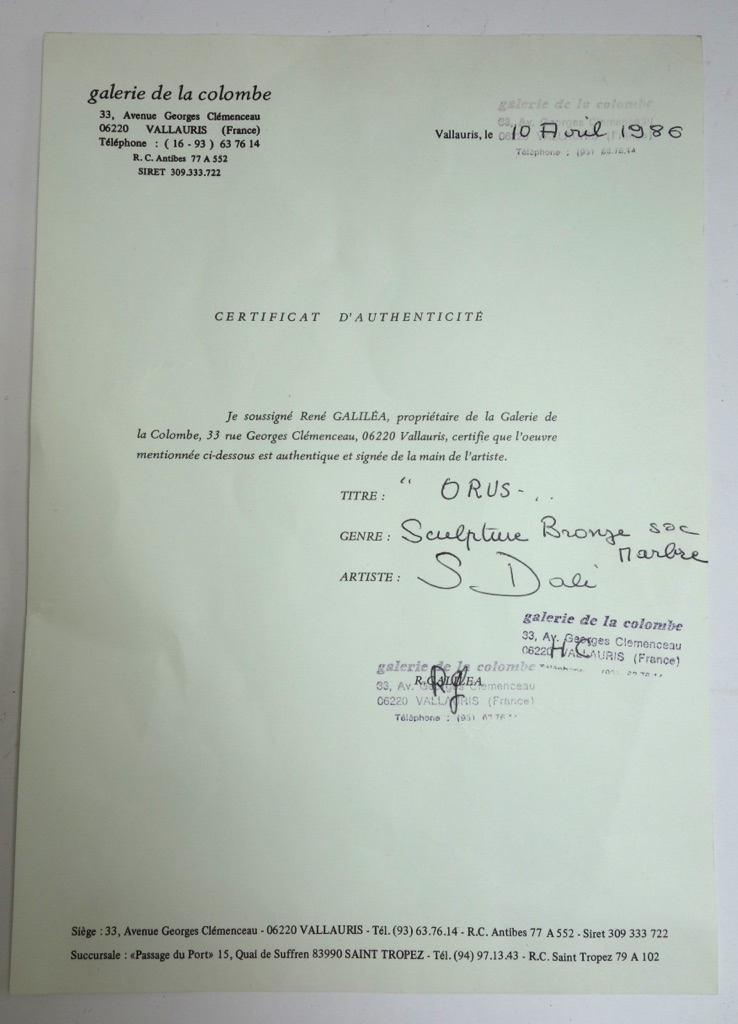 galerie de la colombe
33, Avenue Georges Clémenceau
06220 VALLAURIS (France)
Téléphone : ( 16 - 93 ) 63 76 14
R. C. Antibes 77 A 552
SIRET 309.333.722
galerie de la colombe
Vallauris, le 10 Avril 1986
Téléphone : (93)
CERTIFICAT D'AUTHENTICITÉ
Je soussigné René GALILÉA, propriétaire de la Galerie de
la Colombe, 33 rue Georges Clémenceau, 06220 Vallauris, certifie que l'oeuvre
mentionnée ci-dessous est authentique et signée de la main de l'artiste.
TITRE : " ORUS - ..
GENRE : Sculpture Bronze
Marbre
ARTISTE : S. Dali
galerie de la colombe
33, Av. Georges Clemenceau
06220 VALLAURIS (France)
H C
galerie de la colombe
R. GALILEA
33, Av. Georges Clemenceau
06220 VALLAURIS (France)
Téléphone : (93)
Siège : 33, Avenue Georges Clémenceau - 06220 VALLAURIS - Tél. (93) 63.76.14 - R.C. Antibes 77 A 552 - Siret 309 333 722
Succursale : «Passage du Port» 15, Quai de Suffren 83990 SAINT TROPEZ - Tél. (94) 97.13.43 - R.C. Saint Tropez 79 A 102